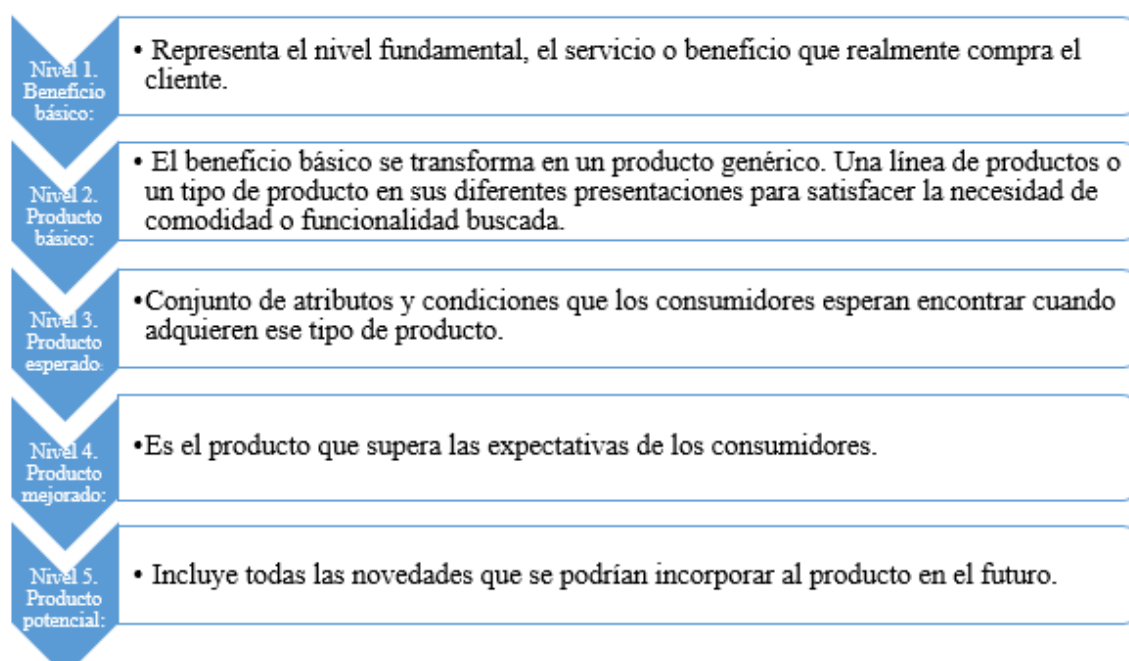 Nivel 1.
Beneficio
básico:
• Representa el nivel fundamental, el servicio o beneficio que realmente compra el
cliente.
Nivel 2.
Producto
básico:
• El beneficio básico se transforma en un producto genérico. Una línea de productos o
un tipo de producto en sus diferentes presentaciones para satisfacer la necesidad de
comodidad o funcionalidad buscada.
Nivel 3.
Producto
esperado:
•Conjunto de atributos y condiciones que los consumidores esperan encontrar cuando
adquieren ese tipo de producto.
Nivel 4.
Producto
mejorado:
•Es el producto que supera las expectativas de los consumidores.
Nivel 5.
Producto
potencial:
• Incluye todas las novedades que se podrían incorporar al producto en el futuro.